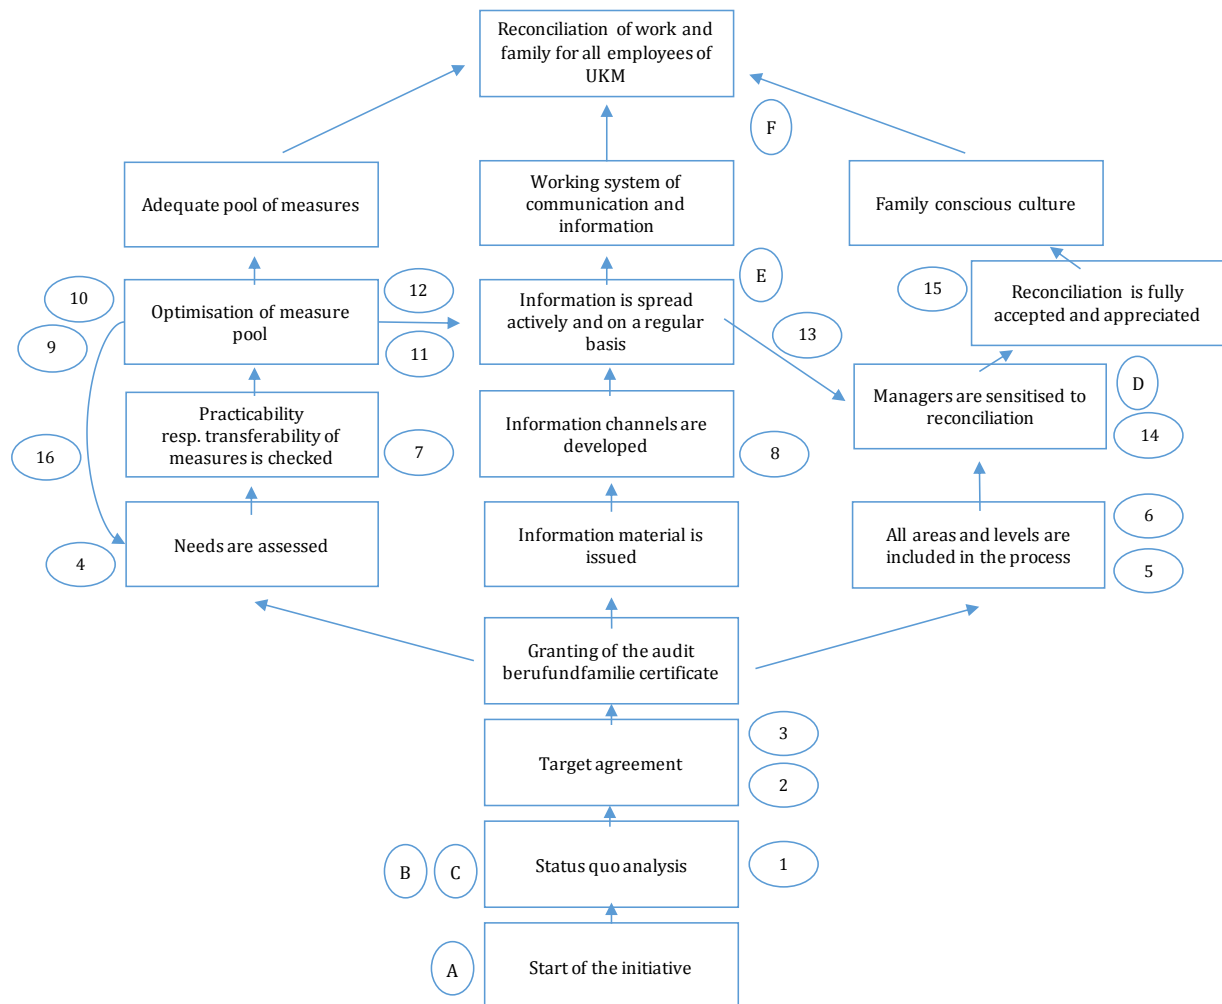 Reconciliation of work and
family for all employees of
UKM
F
Adequate pool of measures
Working system of
communication and
information
Family conscious culture
10
9
Optimisation of measure
pool
12
11
Information is spread
actively and on a regular
basis
E
13
15
Reconciliation is fully
accepted and appreciated
16
Practicability
resp. transferability of
measures is checked
7
Information channels are
developed
8
Managers are sensitised to
reconciliation
D
14
4
Needs are assessed
Information material is
issued
All areas and levels are
included in the process
6
5
Granting of the audit
berufundfamilie certificate
Target agreement
3
2
B
C
Status quo analysis
1
A
Start of the initiative